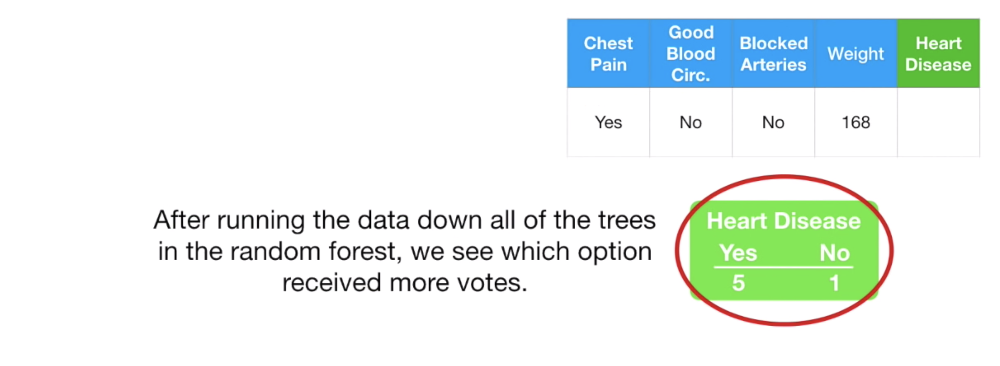 Chest Pain
Good Blood Circ.
Blocked Arteries
Weight
Heart Disease
Yes
No
No
168
After running the data down all of the trees
in the random forest, we see which option
received more votes.
Heart Disease
Yes No
5 1